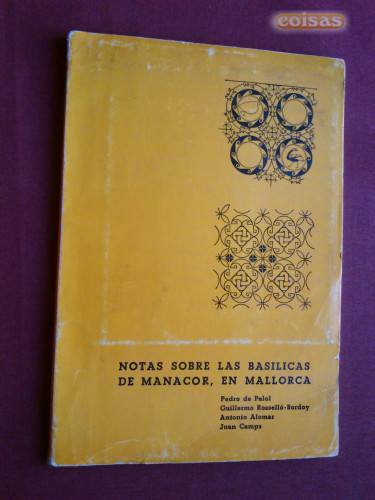 coisas
NOTAS SOBRE LAS BASILICAS
DE MANACOR, EN MALLORCA
Pedro de Palol
Guillermo Rosselló-Bordoy
Antonio Alomar
Juan Camps